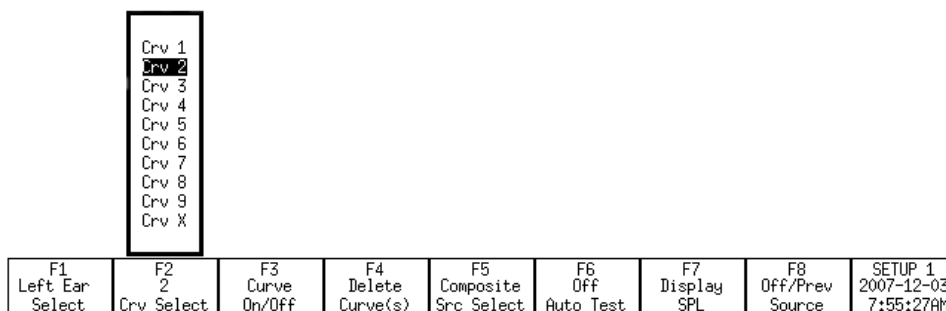 Crv 1
Crv 2
Crv 3
Crv 4
Crv 5
Crv 6
Crv 7
Crv 8
Crv 9
Crv X
F1
Left Ear
Select
F2
2
Crv Select
F3
Curve
On/Off
F4
Delete
Curve(s)
F5
Composite
Src Select
F6
Off
Auto Test
F7
Display
SPL
F8
Off/Prev
Source
SETUP 1
2007-12-03
7:55:27AM